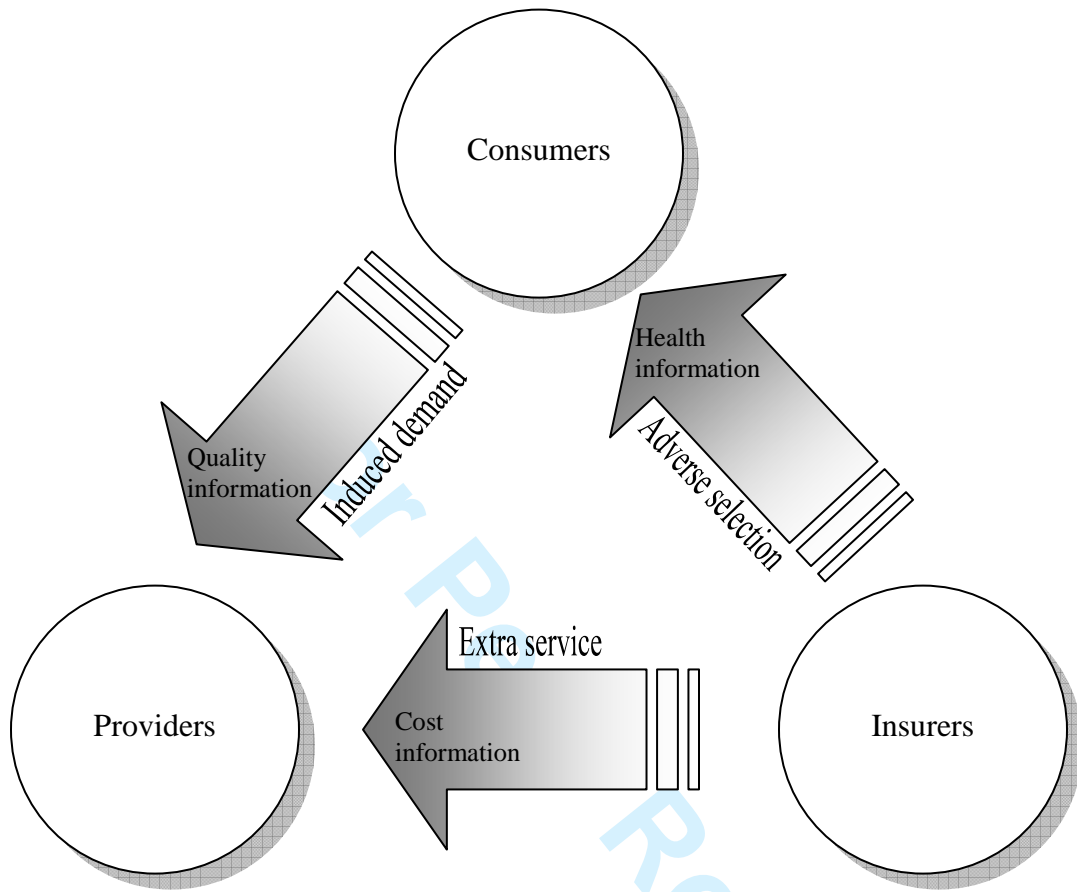 Consumers
Health
information
Adverse selection
Quality
information
Induced demand
Extra service
Cost
information
Providers
Insurers